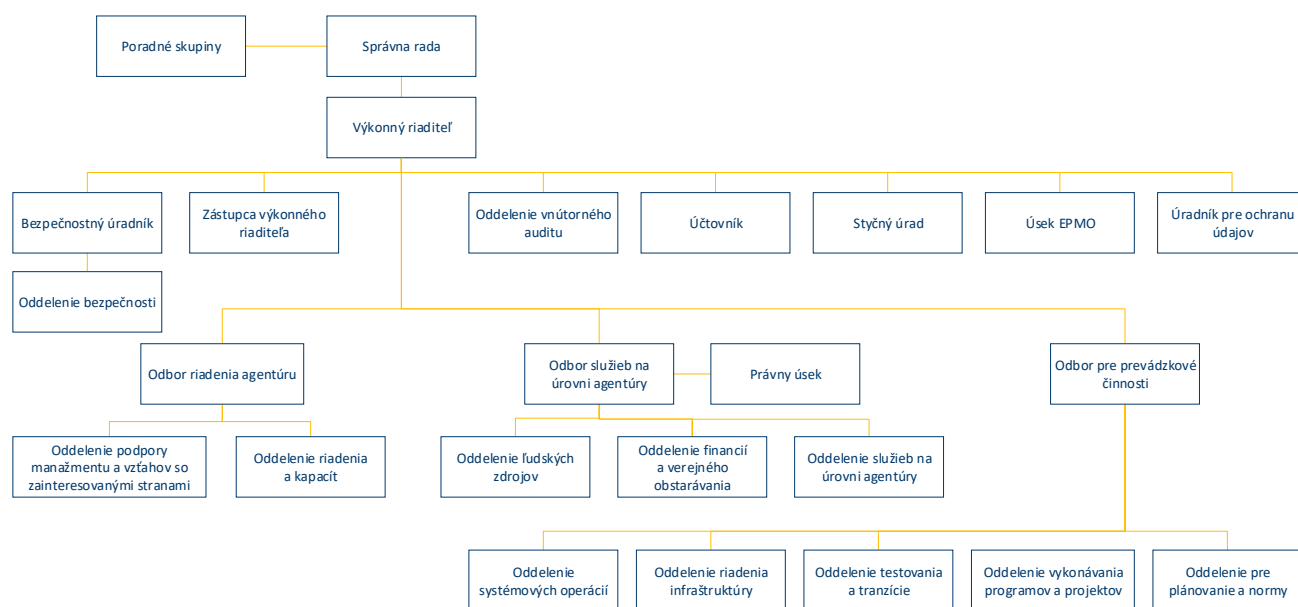 Poradné skupiny
Správna rada
Výkonný riaditeľ
Bezpečnostný úradník
Zástupca výkonného
riaditeľa
Oddelenie vnútorného
auditu
Účtovník
Styčný úrad
Úsek EPMO
Úradník pre ochranu
údajov
Oddelenie bezpečnosti
Odbor riadenia agentúru
Odbor služieb na
úrovni agentúry
Právny úsek
Odbor pre prevádzkové
činnosti
Oddelenie podpory
manažmentu a vzťahov so
zainteresovanými stranami
Oddelenie riadenia
a kapacít
Oddelenie ľudských
zdrojov
Oddelenie financií
a verejného
obstarávania
Oddelenie služieb na
úrovni agentúry
Oddelenie
systémových operácií
Oddelenie riadenia
infraštruktúry
Oddelenie testovania
a tranzície
Oddelenie vykonávania
programov a projektov
Oddelenie pre
plánovanie a normy